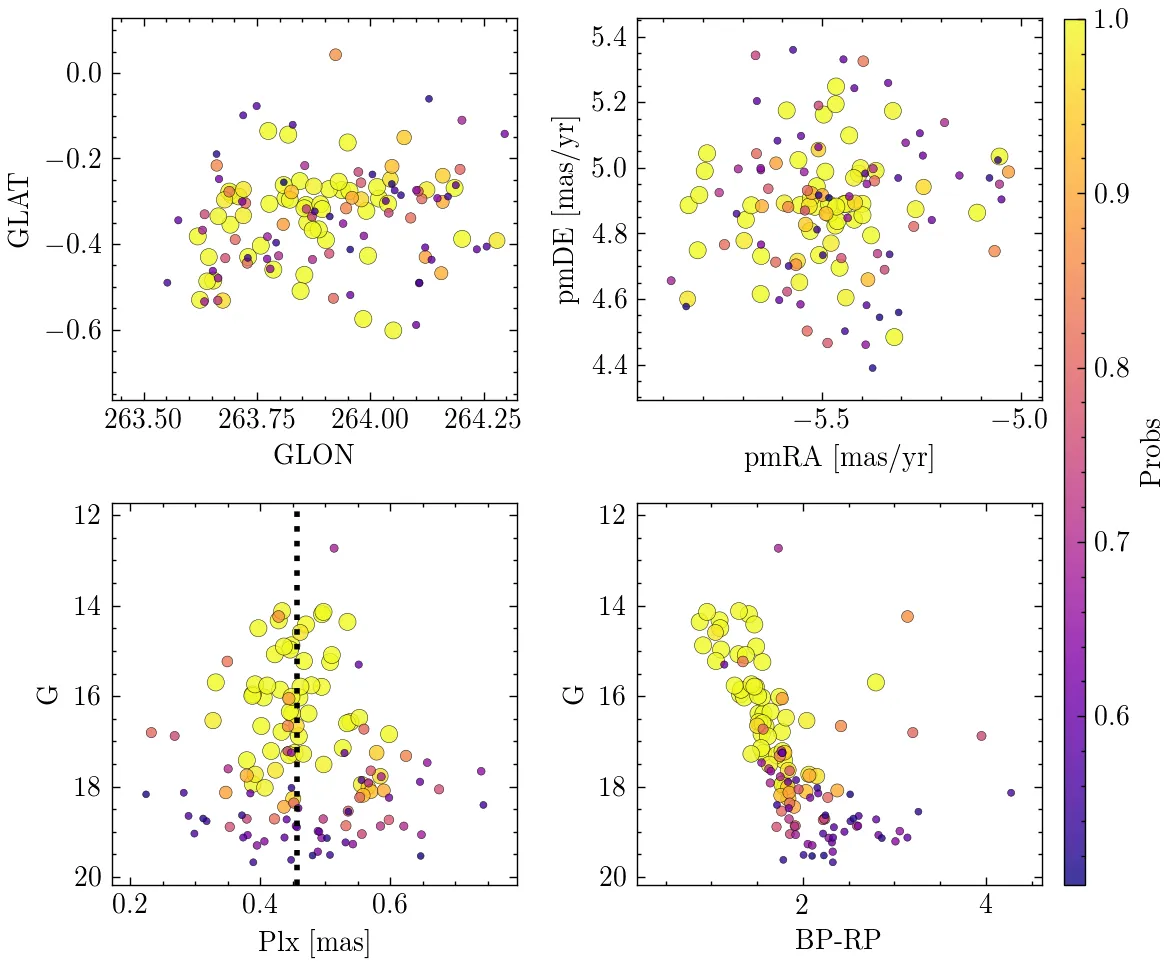 0.0
−0.2
−0.4
−0.6
GLAT
263.50 263.75 264.00 264.25
GLON
5.4
5.2
5.0
4.8
4.6
4.4
pmDE [mas/yr]
−5.5 −5.0
pmRA [mas/yr]
12
14
16
18
20
G
0.2 0.4 0.6
Plx [mas]
12
14
16
18
20
G
2 4
BP-RP
1.0
0.9
0.8
0.7
0.6
Probs